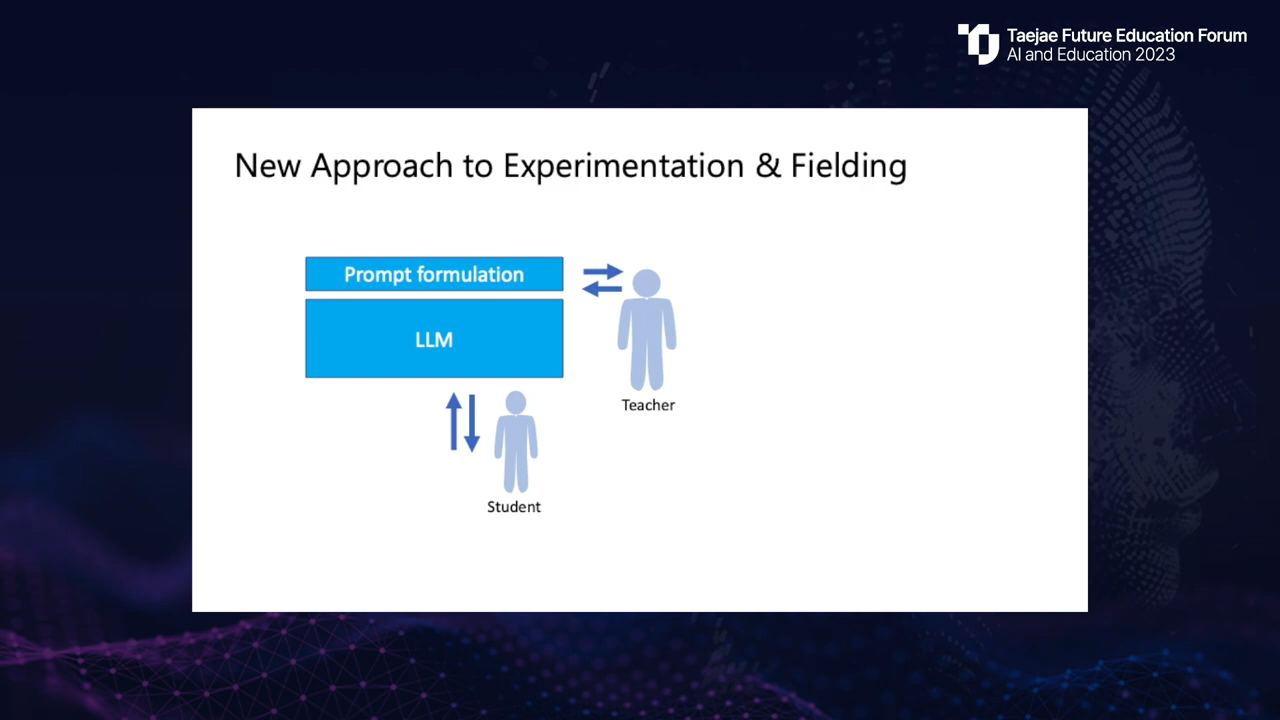 Taejae Future Education Forum
AI and Education 2023
New Approach to Experimentation & Fielding
Prompt formulation
LLM
Teacher
Student